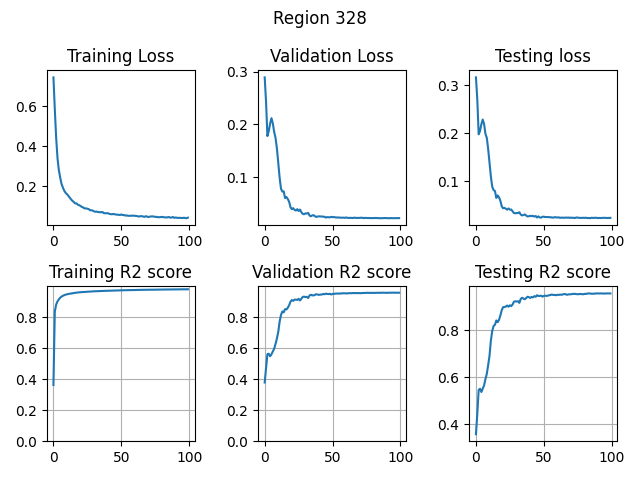 Region 328
Training Loss
Validation Loss
Testing loss
0.6
0.4
0.2
0 50 100
0.3
0.2
0.1
0 50 100
0.3
0.2
0.1
0 50 100
Training R2 score
Validation R2 score
Testing R2 score
0.8
0.6
0.4
0.2
0.0
0 50 100
0.8
0.6
0.4
0.2
0.0
0 50 100
0.8
0.6
0.4
0 50 100